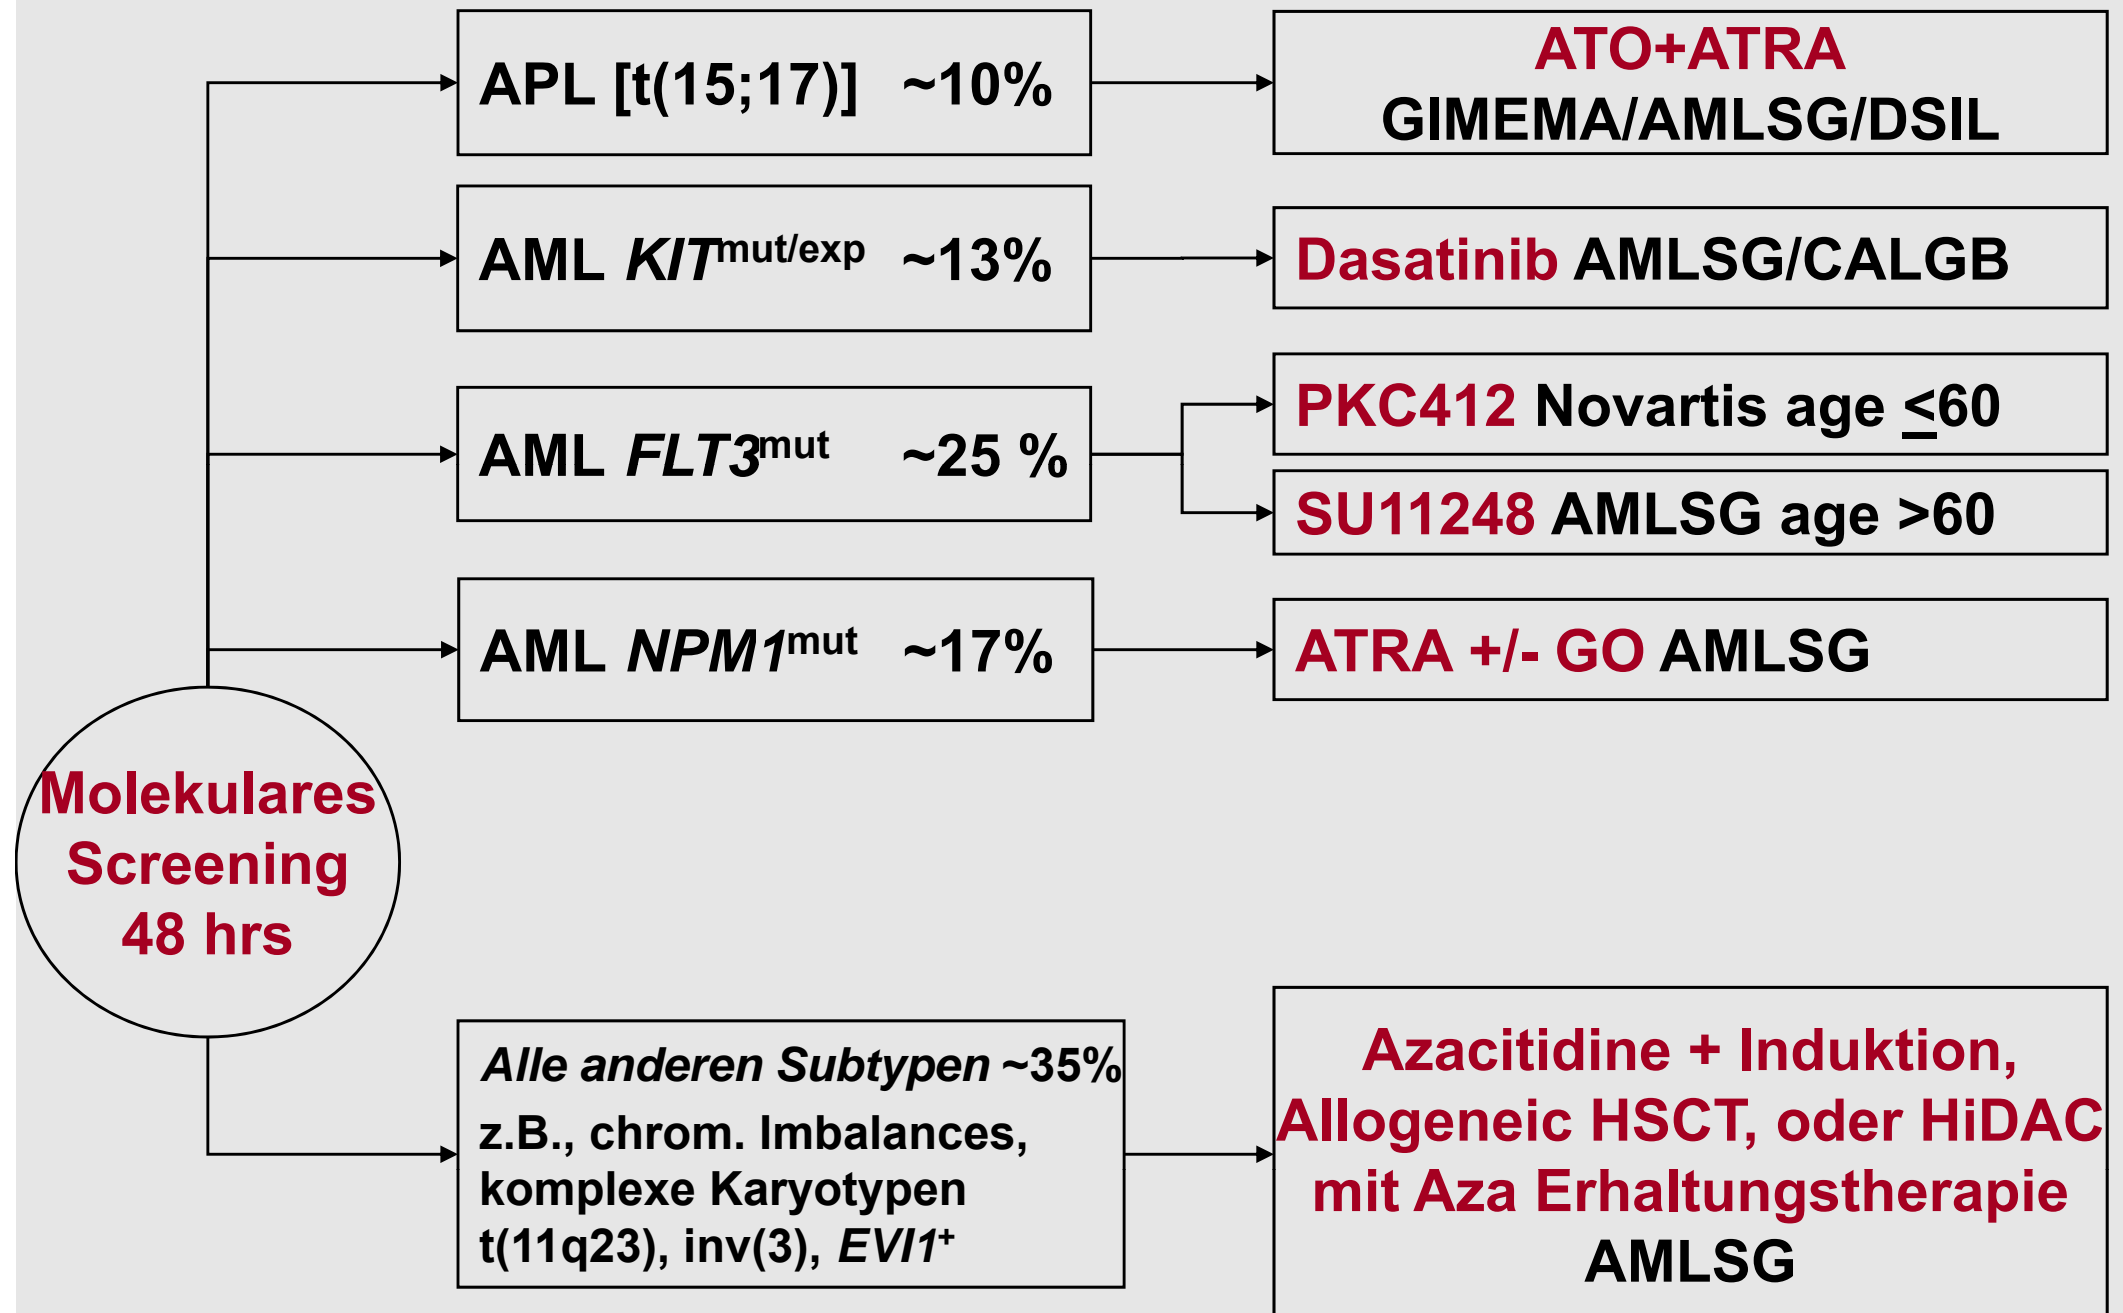 APL [t(15;17)] ~10%
ATO+ATRA
GIMEMA/AMLSG/DSIL
AML KITmut/exp ~13%
Dasatinib AMLSG/CALGB
AML FLT3mut ~25 %
PKC412 Novartis age ≤60
SU11248 AMLSG age >60
AML NPM1mut ~17%
ATRA +/- GO AMLSG
Molekulares
Screening
48 hrs
Alle anderen Subtypen ~35%
z.B., chrom. Imbalances,
komplexe Karyotypen
t(11q23), inv(3), EVI1+
Azacitidine + Induktion,
Allogeneic HSCT, oder HiDAC
mit Aza Erhaltungstherapie
AMLSG